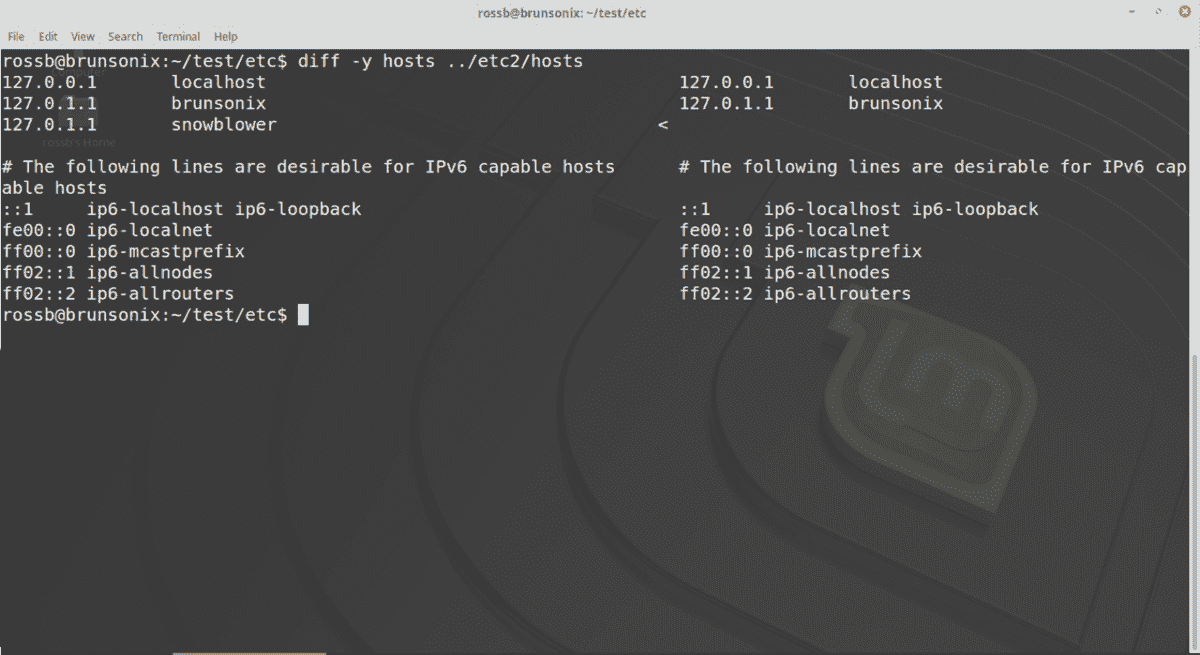 rossb@brunsonix: ~/test/etc
File Edit View Search Terminal Help
rossb@brunsonix:~/test/etc$ diff -y hosts ../etc2/hosts
127.0.0.1       localhost                                       127.0.0.1       localhost
127.0.1.1       brunsonix                                       127.0.1.1       brunsonix
127.0.1.1       snowblower                                    <
rossb's Home
# The following lines are desirable for IPv6 capable hosts      # The following lines are desirable for IPv6 cap
able hosts
::1     ip6-localhost ip6-loopback                              ::1     ip6-localhost ip6-loopback
fe00::0 ip6-localnet                                            fe00::0 ip6-localnet
ff00::0 ip6-mcastprefix                                         ff00::0 ip6-mcastprefix
ff02::1 ip6-allnodes                                            ff02::1 ip6-allnodes
ff02::2 ip6-allrouters                                          ff02::2 ip6-allrouters
rossb@brunsonix:~/test/etc$